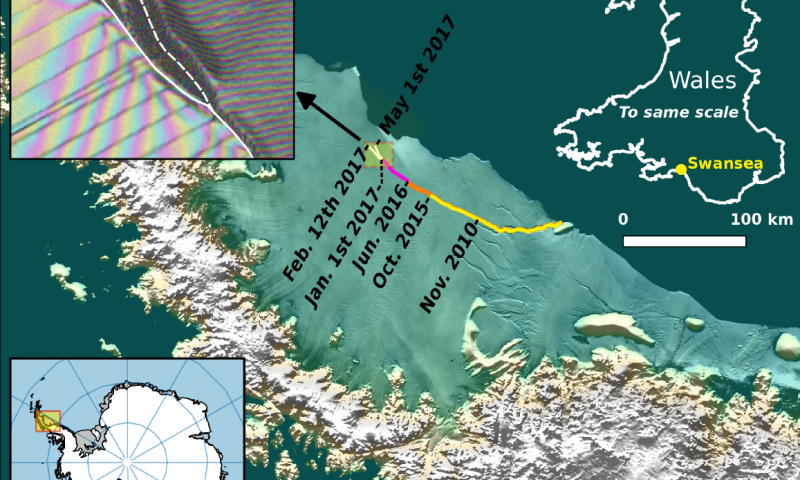 May 1st 2017
Feb. 12th 2017
Jan. 1st 2017
Jun. 2016
Oct. 2015
Nov. 2010
Wales
To same scale
Swansea
0 100 km